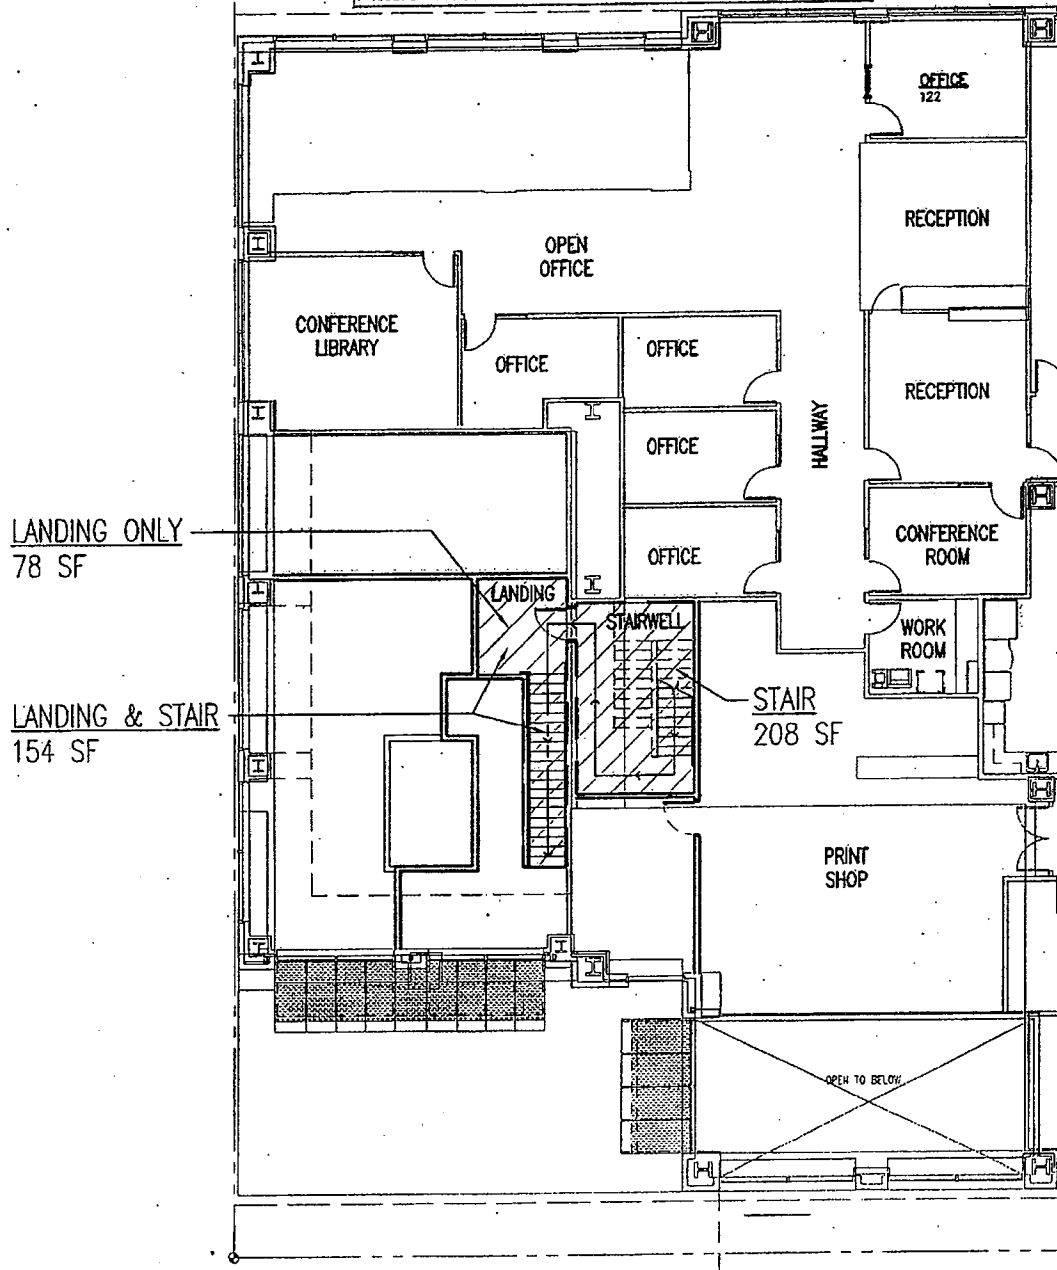 OFFICE
122
RECEPTION
OPEN
OFFICE
CONFERENCE
LIBRARY
OFFICE
OFFICE
RECEPTION
HALLWAY
OFFICE
LANDING ONLY
78 SF
CONFERENCE
ROOM
OFFICE
LANDING
STAIRWELL
WORK
ROOM
LANDING & STAIR
154 SF
STAIR
208 SF
PRINT
SHOP
OPEN TO BELOW